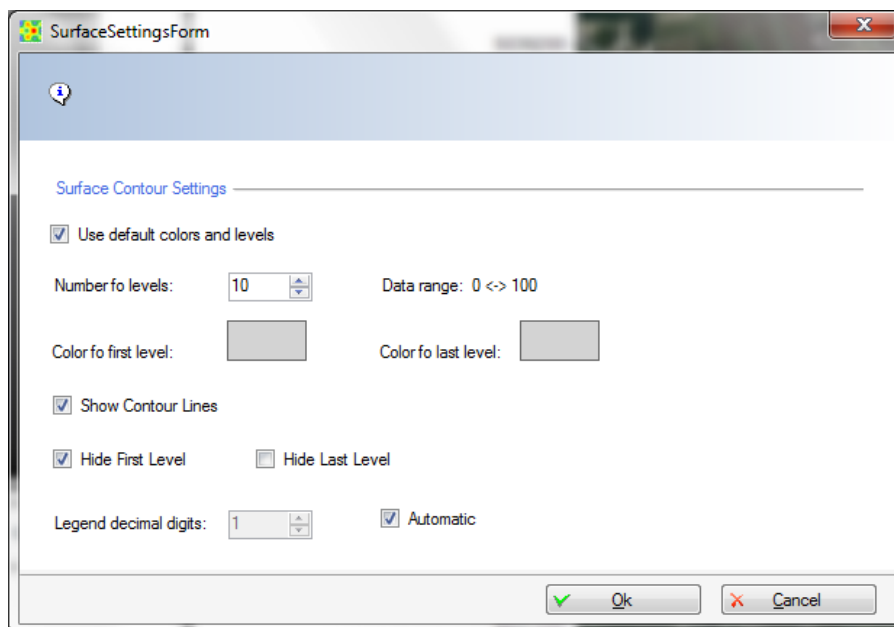 SurfaceSettingsForm
Surface Contour Settings
Use default colors and levels
Number fo levels: 10 Data range: 0 <-> 100
Color fo first level: Color fo last level:
Show Contour Lines
Hide First Level Hide Last Level
Legend decimal digits: 1 Automatic
Ok Cancel